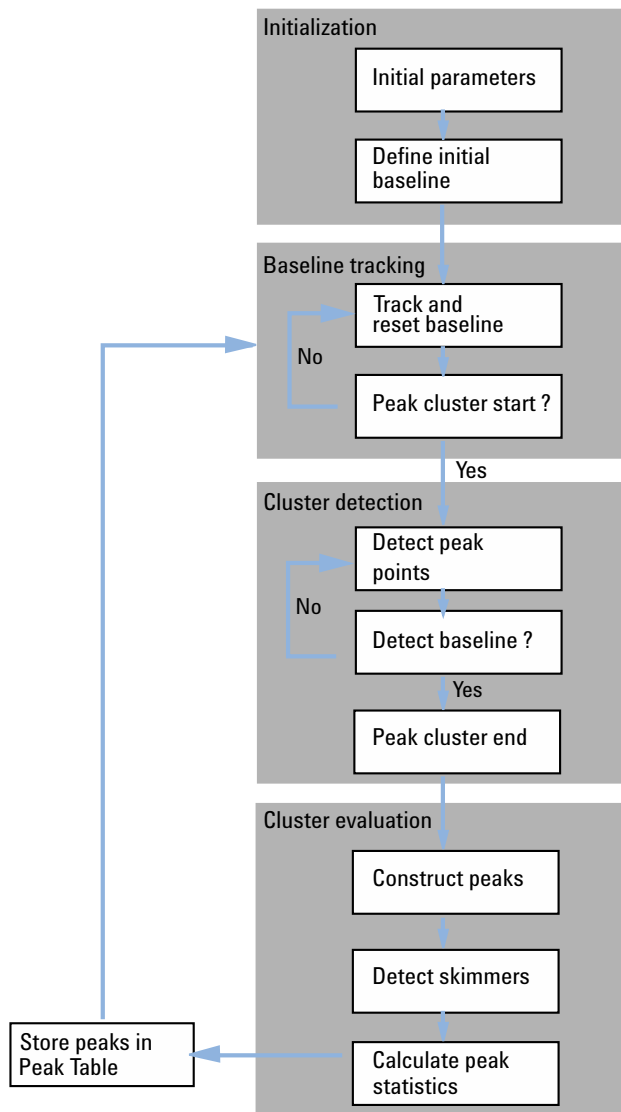 Initialization
Initial parameters
Define initial
baseline
Baseline tracking
Track and
reset baseline
No
Peak cluster start ?
Yes
Cluster detection
Detect peak
points
No
Detect baseline ?
Yes
Peak cluster end
Cluster evaluation
Construct peaks
Detect skimmers
Calculate peak
statistics
Store peaks in
Peak Table